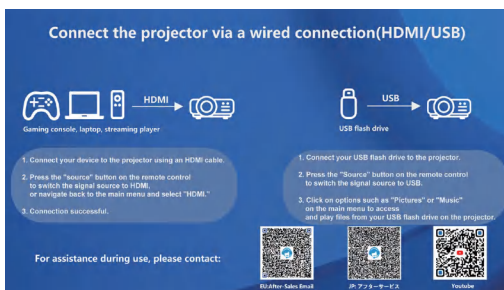 Connect the projector via a wired connection(HDMI/USB)
HDMI
Gaming console, laptop, streaming player
1. Connect your device to the projector using an HDMI cable.
2. Press the "source" button on the remote control
to switch the signal source to HDMI,
or navigate back to the main menu and select "HDMI."
3. Connection successful.
USB
USB flash drive
1. Connect your USB flash drive to the projector.
2. Press the "Source" button on the remote control
to switch the signal source to USB.
3. Click on options such as "Pictures" or "Music"
on the main menu to access
and play files from your USB flash drive on the projector.
For assistance during use, please contact:
EU:After-Sales Email
JP: アフターサービス
Youtube